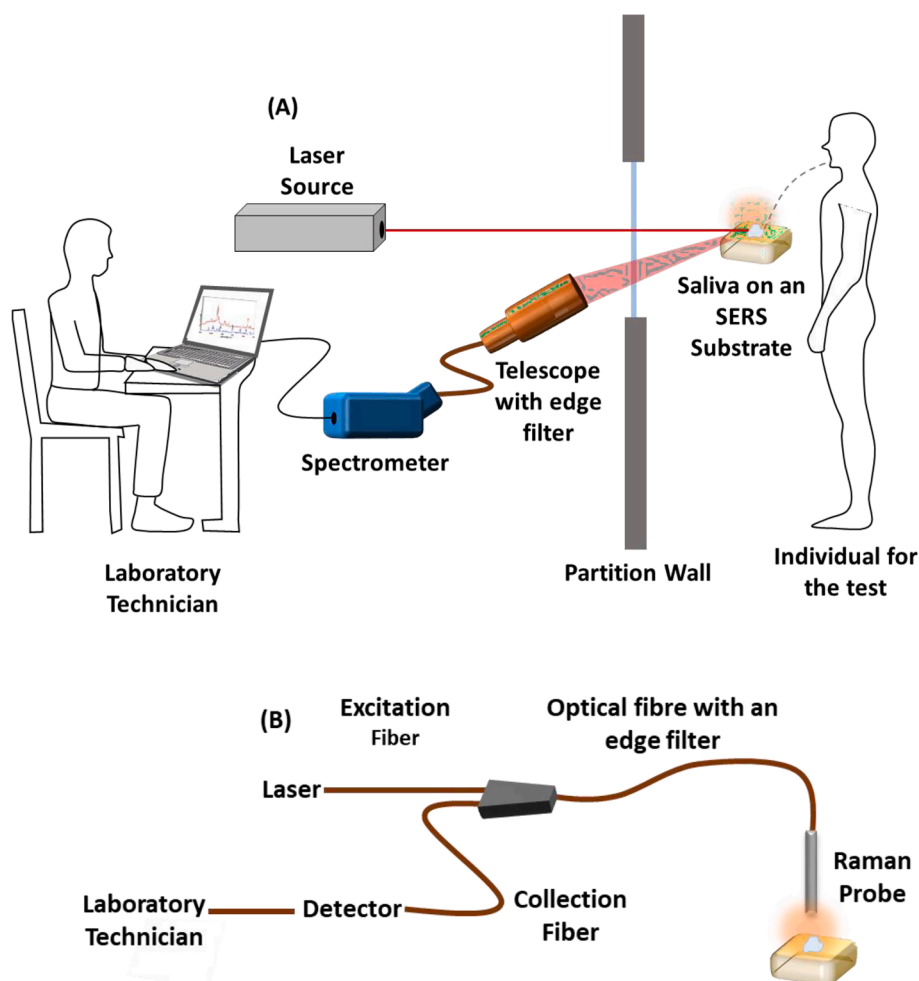 (A)
Laser
Source
Saliva on an
SERS
Substrate
Telescope
with edge
filter
Spectrometer
Laboratory
Technician
Partition Wall
Individual for
the test
(B)
Excitation
Fiber
Optical fibre with an
edge filter
Laser
Raman
Probe
Laboratory
Technician
Detector
Collection
Fiber